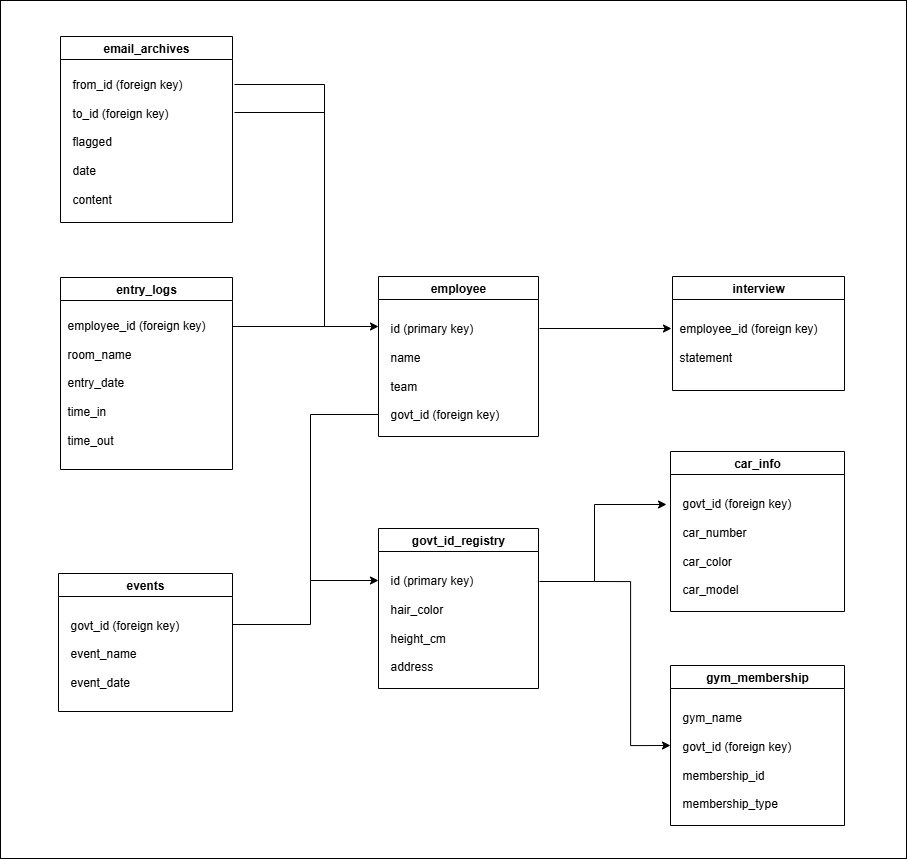 email_archives
from_id (foreign key)
to_id (foreign key)
flagged
date
content
entry_logs
employee_id (foreign key)
room_name
entry_date
time_in
time_out
employee
id (primary key)
name
team
govt_id (foreign key)
interview
employee_id (foreign key)
statement
car_info
govt_id (foreign key)
car_number
car_color
car_model
govt_id_registry
id (primary key)
hair_color
height_cm
address
events
govt_id (foreign key)
event_name
event_date
gym_membership
gym_name
govt_id (foreign key)
membership_id
membership_type